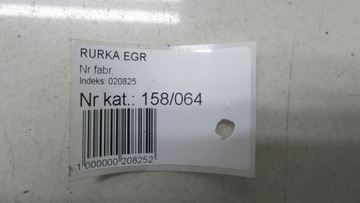 RURKA EGR
Nr fabr.
Indeks: 020825
Nr kat.: 158/064
1 000000 208252